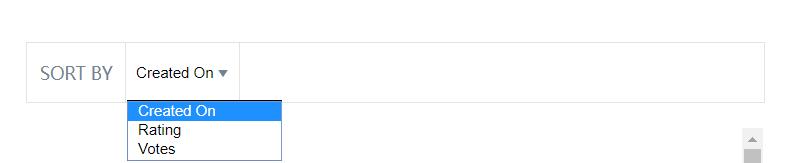 SORT BY Created On
Created On
Rating
Votes